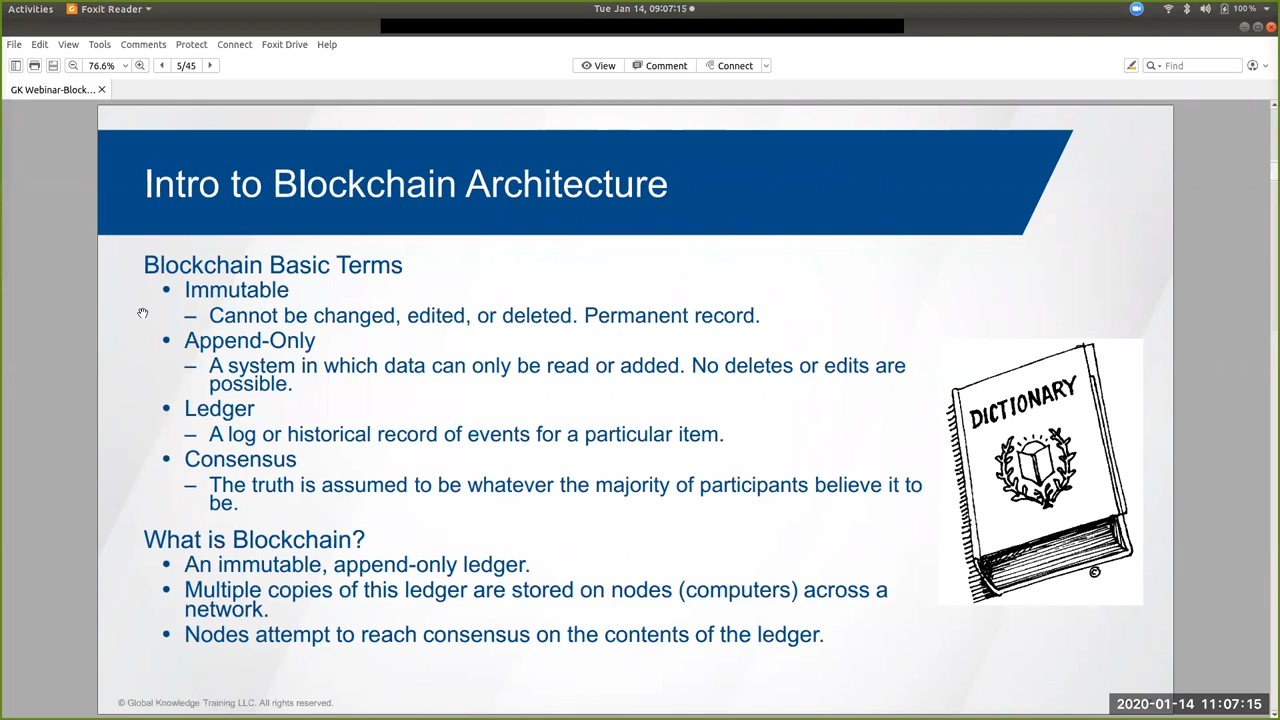 Activities Foxit Reader Tue Jan 14, 09:07:15 100 %
File Edit View Tools Comments Protect Connect Foxit Drive Help
76.6% 5/45 View Comment Connect Find
GK Webinar-Block...
Intro to Blockchain Architecture
Blockchain Basic Terms
• Immutable
– Cannot be changed, edited, or deleted. Permanent record.
• Append-Only
– A system in which data can only be read or added. No deletes or edits are
possible.
• Ledger
– A log or historical record of events for a particular item.
• Consensus
– The truth is assumed to be whatever the majority of participants believe it to
be.
DICTIONARY
©
What is Blockchain?
• An immutable, append-only ledger.
• Multiple copies of this ledger are stored on nodes (computers) across a
network.
• Nodes attempt to reach consensus on the contents of the ledger.
© Global Knowledge Training LLC. All rights reserved.
2020-01-14 11:07:15